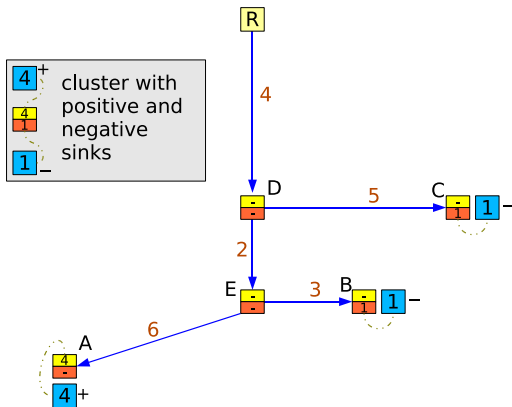 R
4 +
cluster with
positive and
negative
sinks
4
1
1 −
4
D
-
-
5
C
-
1
1 −
2
E
-
-
3
B
-
1
1 −
6
A
4
-
4 +